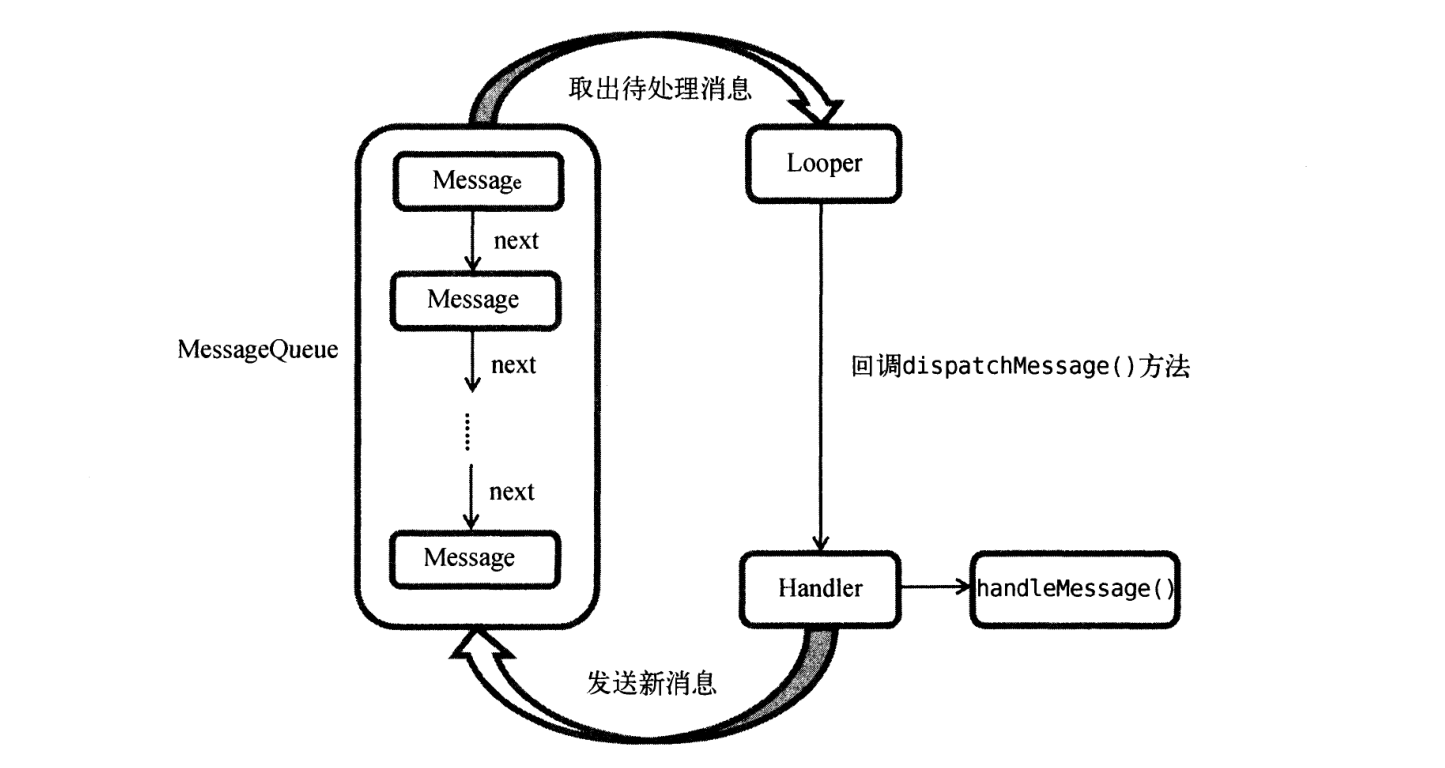 取出待处理消息
Message
Looper
next
Message
MessageQueue
next
回调dispatchMessage()方法
next
Message
Handler
handleMessage()
发送新消息